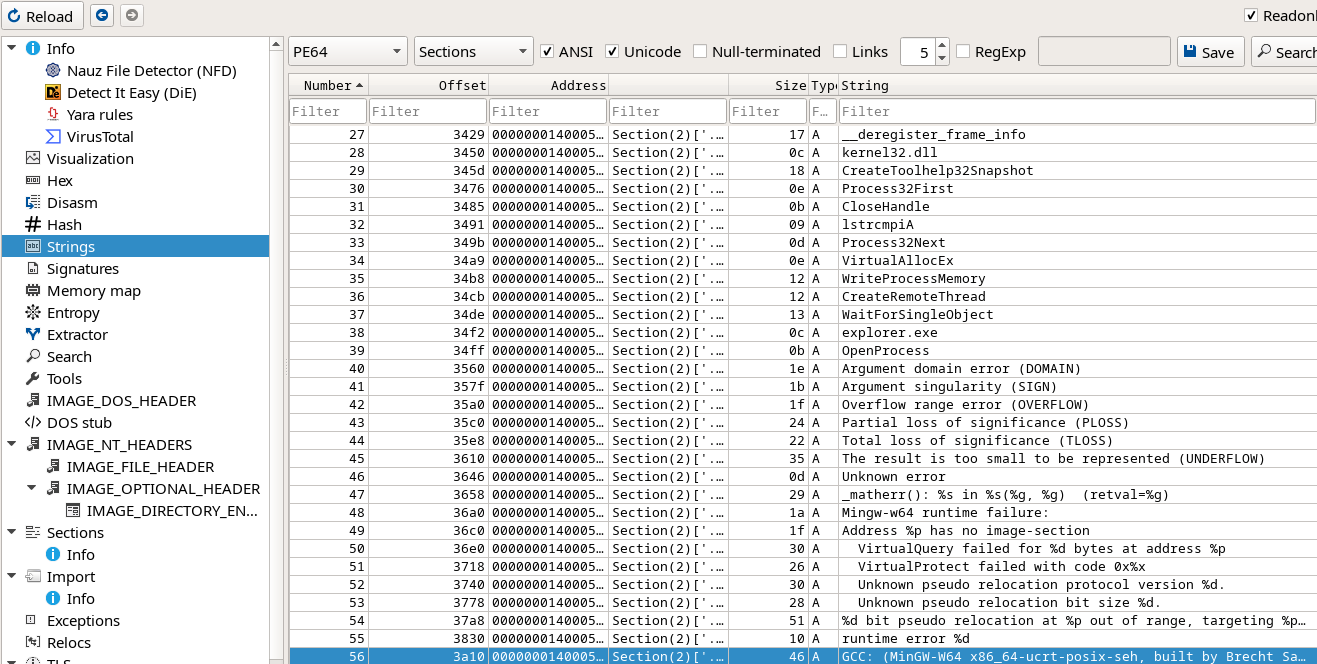 Reload Readonl
PE64 Sections ANSI Unicode Null-terminated Links 5 RegExp Save Search
Info
Nauz File Detector (NFD)
Detect It Easy (DiE)
Yara rules
VirusTotal
Visualization
Hex
Disasm
Hash
Strings
Signatures
Memory map
Entropy
Extractor
Search
Tools
IMAGE_DOS_HEADER
DOS stub
IMAGE_NT_HEADERS
IMAGE_FILE_HEADER
IMAGE_OPTIONAL_HEADER
IMAGE_DIRECTORY_EN...
Sections
Info
Import
Info
Exceptions
Relocs
TLS
Number Offset Address Size Type String
Filter Filter Filter Filter Filter F... Filter
27 3429 0000000140005… Section(2)['.… 17 A __deregister_frame_info
28 3450 0000000140005… Section(2)['.… 0c A kernel32.dll
29 345d 0000000140005… Section(2)['.… 18 A CreateToolhelp32Snapshot
30 3476 0000000140005… Section(2)['.… 0e A Process32First
31 3485 0000000140005… Section(2)['.… 0b A CloseHandle
32 3491 0000000140005… Section(2)['.… 09 A lstrcmpiA
33 349b 0000000140005… Section(2)['.… 0d A Process32Next
34 34a9 0000000140005… Section(2)['.… 0e A VirtualAllocEx
35 34b8 0000000140005… Section(2)['.… 12 A WriteProcessMemory
36 34cb 0000000140005… Section(2)['.… 12 A CreateRemoteThread
37 34de 0000000140005… Section(2)['.… 13 A WaitForSingleObject
38 34f2 0000000140005… Section(2)['.… 0c A explorer.exe
39 34ff 0000000140005… Section(2)['.… 0b A OpenProcess
40 3560 0000000140005… Section(2)['.… 1e A Argument domain error (DOMAIN)
41 357f 0000000140005… Section(2)['.… 1b A Argument singularity (SIGN)
42 35a0 0000000140005… Section(2)['.… 1f A Overflow range error (OVERFLOW)
43 35c0 0000000140005… Section(2)['.… 24 A Partial loss of significance (PLOSS)
44 35e8 0000000140005… Section(2)['.… 22 A Total loss of significance (TLOSS)
45 3610 0000000140005… Section(2)['.… 35 A The result is too small to be represented (UNDERFLOW)
46 3646 0000000140005… Section(2)['.… 0d A Unknown error
47 3658 0000000140005… Section(2)['.… 29 A _matherr(): %s in %s(%g, %g)  (retval=%g)
48 36a0 0000000140005… Section(2)['.… 1a A Mingw-w64 runtime failure:
49 36c0 0000000140005… Section(2)['.… 1f A Address %p has no image-section
50 36e0 0000000140005… Section(2)['.… 30 A   VirtualQuery failed for %d bytes at address %p
51 3718 0000000140005… Section(2)['.… 26 A   VirtualProtect failed with code 0x%x
52 3740 0000000140005… Section(2)['.… 30 A   Unknown pseudo relocation protocol version %d.
53 3778 0000000140005… Section(2)['.… 28 A   Unknown pseudo relocation bit size %d.
54 37a8 0000000140005… Section(2)['.… 51 A %d bit pseudo relocation at %p out of range, targeting %p…
55 3830 0000000140005… Section(2)['.… 10 A runtime error %d
56 3a10 0000000140005… Section(2)['.… 46 A GCC: (MinGW-W64 x86_64-ucrt-posix-seh, built by Brecht Sa…